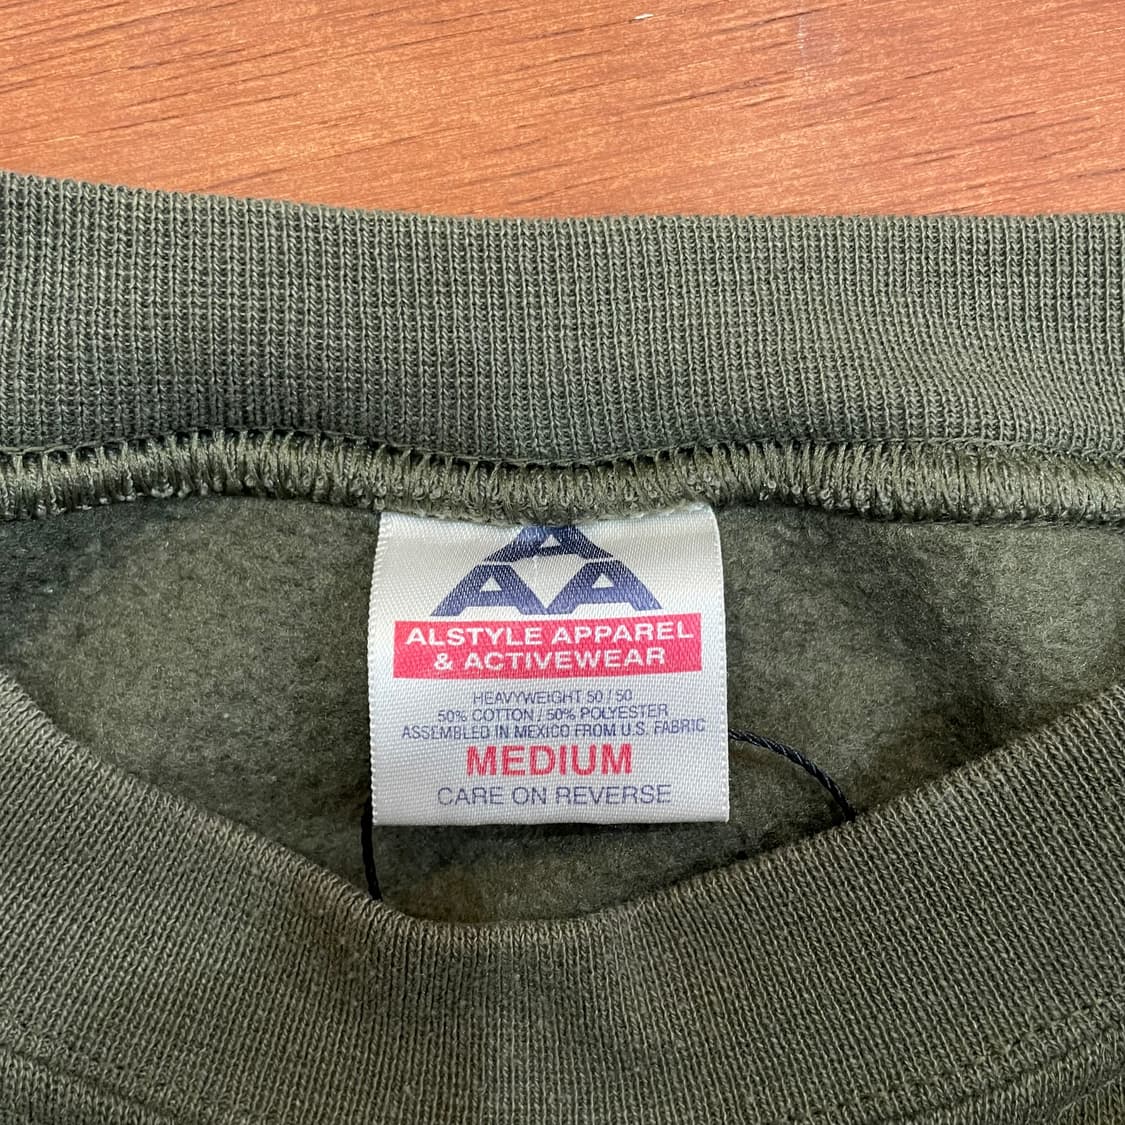 A
AA
ALSTYLE APPAREL
& ACTIVEWEAR
HEAVYWEIGHT 50 / 50
50% COTTON / 50% POLYESTER
ASSEMBLED IN MEXICO FROM U.S. FABRIC
MEDIUM
CARE ON REVERSE